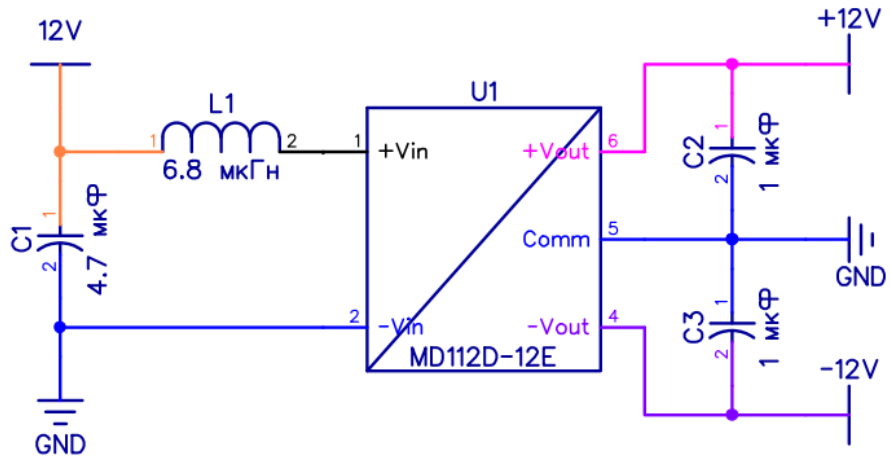 12V
L1
1
2
6.8 мкГн
C1
1
2
4.7 мкФ
GND
U1
1
+Vin
2
-Vin
+Vout
6
Comm
5
-Vout
4
MD112D-12E
+12V
C2
1
2
1 мкФ
GND
C3
1
2
1 мкФ
-12V